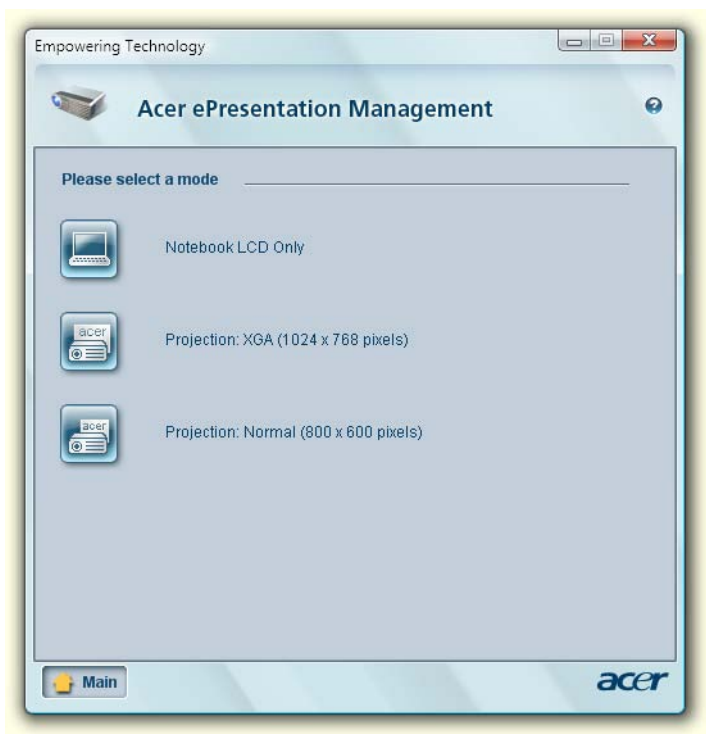 Empowering Technology
Acer ePresentation Management
?
Please select a mode
Notebook LCD Only
acer
Projection: XGA (1024 x 768 pixels)
acer
Projection: Normal (800 x 600 pixels)
Main
acer